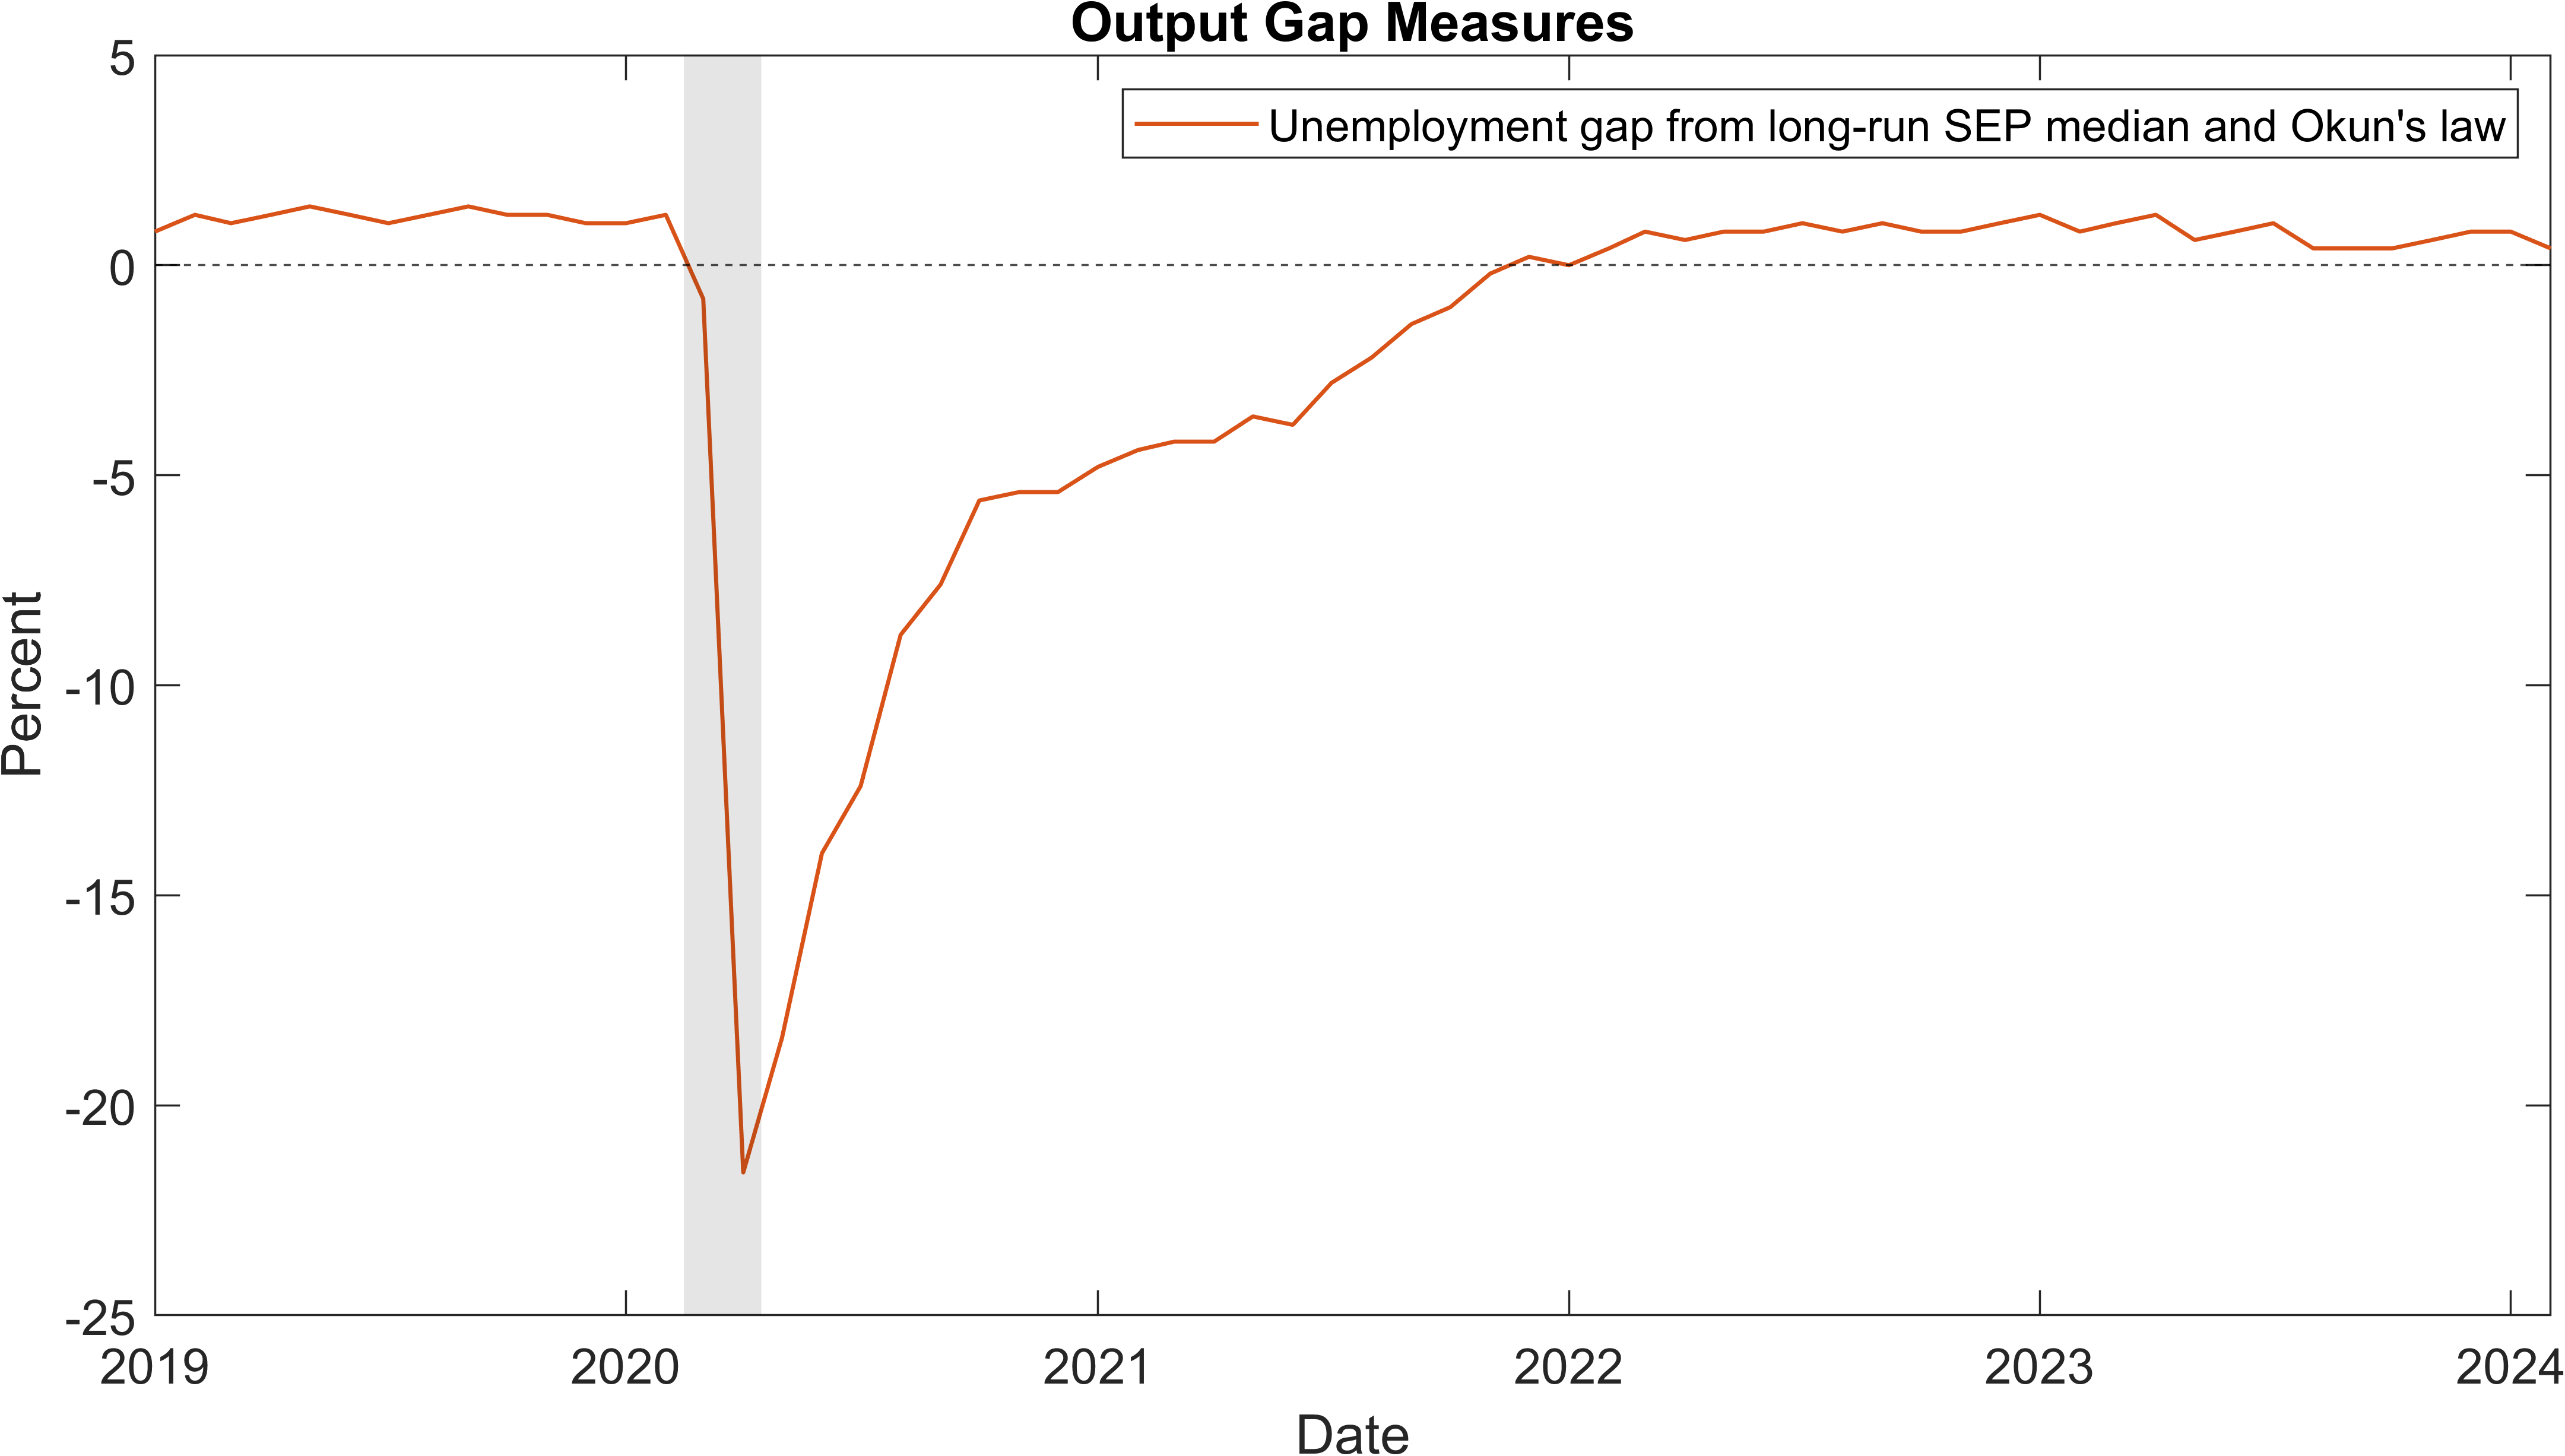 Output Gap Measures
Unemployment gap from long-run SEP median and Okun's law
5
0
-5
-10
-15
-20
-25
Percent
2019 2020 2021 2022 2023 2024
Date